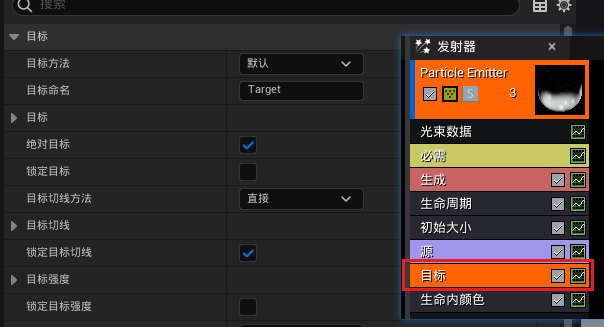 搜索
目标
目标方法
默认
目标命名
Target
目标
绝对目标
锁定目标
目标切线方法
直接
目标切线
锁定目标切线
目标强度
锁定目标强度
发射器
Particle Emitter
S
3
光束数据
必需
生成
生命周期
初始大小
源
目标
生命内颜色